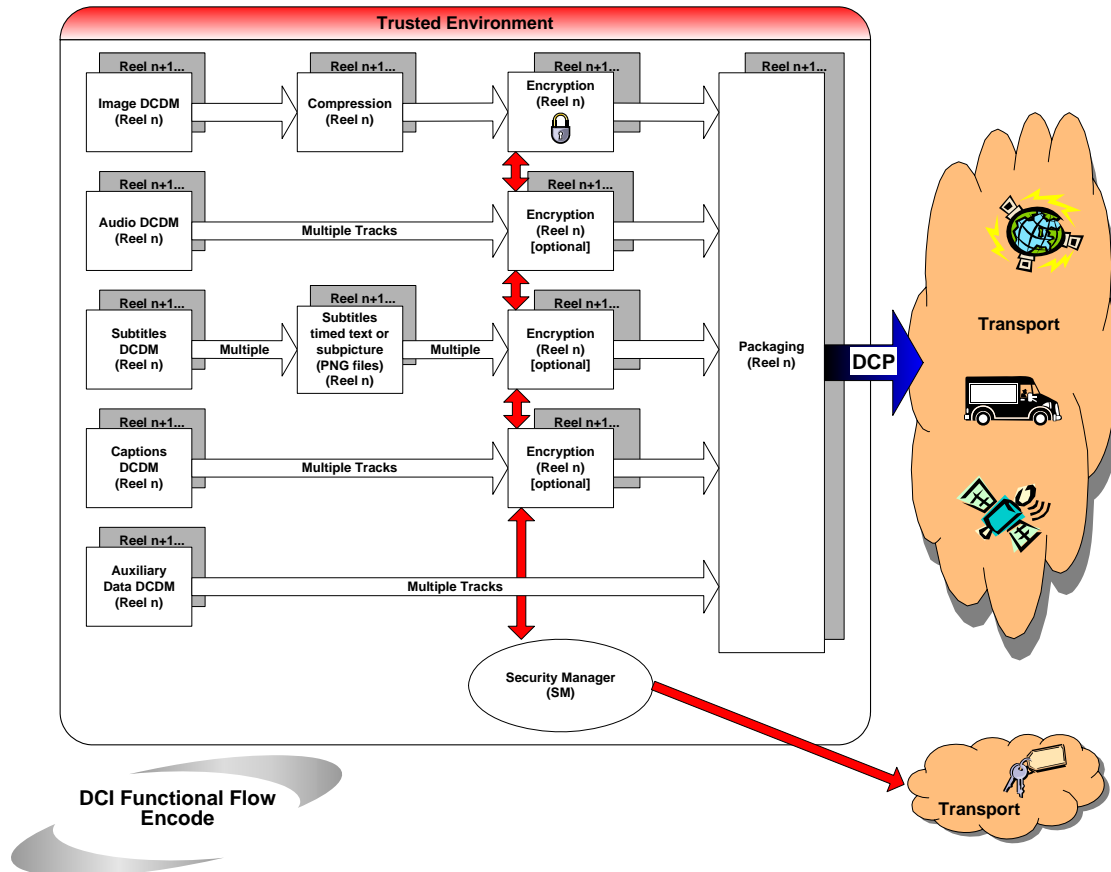 Trusted Environment
Reel n+1...
Image DCDM
(Reel n)
Reel n+1...
Compression
(Reel n)
Reel n+1...
Encryption
(Reel n)
Reel n+1...
Packaging
(Reel n)
Reel n+1...
Audio DCDM
(Reel n)
Multiple Tracks
Reel n+1...
Encryption
(Reel n)
[optional]
Reel n+1...
Subtitles
DCDM
(Reel n)
Multiple
Reel n+1...
Subtitles
timed text or
subpicture
(PNG files)
(Reel n)
Multiple
Reel n+1...
Encryption
(Reel n)
[optional]
DCP
Transport
Reel n+1...
Captions
DCDM
(Reel n)
Multiple Tracks
Reel n+1...
Encryption
(Reel n)
[optional]
Reel n+1...
Auxiliary
Data DCDM
(Reel n)
Multiple Tracks
Security Manager
(SM)
Transport
DCI Functional Flow
Encode